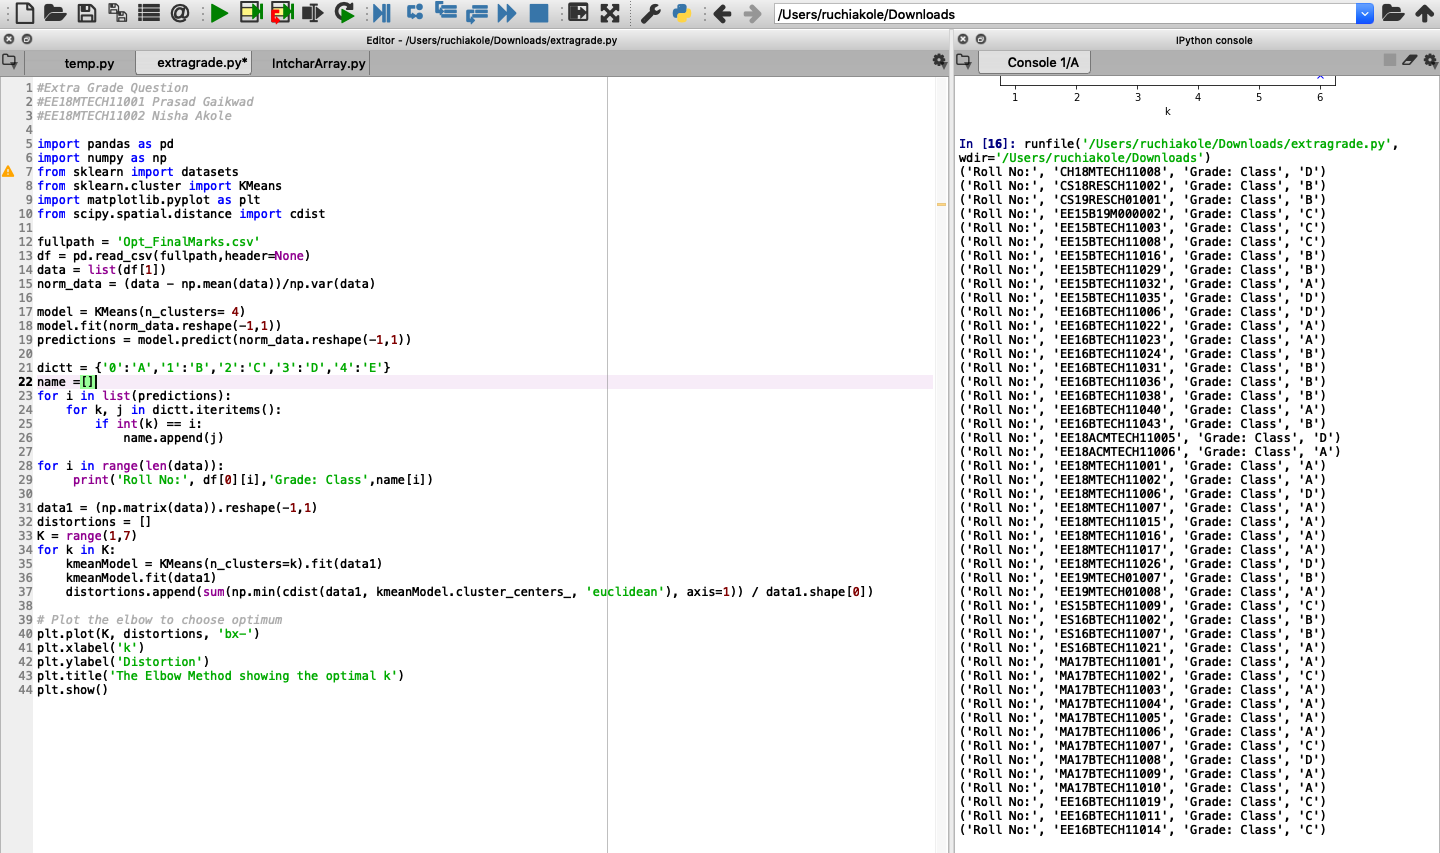 /Users/ruchiakole/Downloads
Editor - /Users/ruchiakole/Downloads/extragrade.py
temp.py
extragrade.py*
IntcharArray.py
1 #Extra Grade Question
2 #EE18MTECH11001 Prasad Gaikwad
3 #EE18MTECH11002 Nisha Akole
4
5 import pandas as pd
6 import numpy as np
7 from sklearn import datasets
8 from sklearn.cluster import KMeans
9 import matplotlib.pyplot as plt
10 from scipy.spatial.distance import cdist
11
12 fullpath = 'Opt_FinalMarks.csv'
13 df = pd.read_csv(fullpath,header=None)
14 data = list(df[1])
15 norm_data = (data - np.mean(data))/np.var(data)
16
17 model = KMeans(n_clusters= 4)
18 model.fit(norm_data.reshape(-1,1))
19 predictions = model.predict(norm_data.reshape(-1,1))
20
21 dictt = {'0':'A','1':'B','2':'C','3':'D','4':'E'}
22 name =[]
23 for i in list(predictions):
24     for k, j in dictt.iteritems():
25         if int(k) == i:
26             name.append(j)
27
28 for i in range(len(data)):
29      print('Roll No:', df[0][i],'Grade: Class',name[i])
30
31 data1 = (np.matrix(data)).reshape(-1,1)
32 distortions = []
33 K = range(1,7)
34 for k in K:
35     kmeanModel = KMeans(n_clusters=k).fit(data1)
36     kmeanModel.fit(data1)
37     distortions.append(sum(np.min(cdist(data1, kmeanModel.cluster_centers_, 'euclidean'), axis=1)) / data1.shape[0])
38
39 # Plot the elbow to choose optimum
40 plt.plot(K, distortions, 'bx-')
41 plt.xlabel('k')
42 plt.ylabel('Distortion')
43 plt.title('The Elbow Method showing the optimal k')
44 plt.show()
IPython console
Console 1/A
1 2 3 4 5 6
k
In [16]: runfile('/Users/ruchiakole/Downloads/extragrade.py',
wdir='/Users/ruchiakole/Downloads')
('Roll No:', 'CH18MTECH11008', 'Grade: Class', 'D')
('Roll No:', 'CS18RESCH11002', 'Grade: Class', 'B')
('Roll No:', 'CS19RESCH01001', 'Grade: Class', 'B')
('Roll No:', 'EE15B19M000002', 'Grade: Class', 'C')
('Roll No:', 'EE15BTECH11003', 'Grade: Class', 'C')
('Roll No:', 'EE15BTECH11008', 'Grade: Class', 'C')
('Roll No:', 'EE15BTECH11016', 'Grade: Class', 'B')
('Roll No:', 'EE15BTECH11029', 'Grade: Class', 'B')
('Roll No:', 'EE15BTECH11032', 'Grade: Class', 'A')
('Roll No:', 'EE15BTECH11035', 'Grade: Class', 'D')
('Roll No:', 'EE16BTECH11006', 'Grade: Class', 'D')
('Roll No:', 'EE16BTECH11022', 'Grade: Class', 'A')
('Roll No:', 'EE16BTECH11023', 'Grade: Class', 'A')
('Roll No:', 'EE16BTECH11024', 'Grade: Class', 'B')
('Roll No:', 'EE16BTECH11031', 'Grade: Class', 'B')
('Roll No:', 'EE16BTECH11036', 'Grade: Class', 'B')
('Roll No:', 'EE16BTECH11038', 'Grade: Class', 'B')
('Roll No:', 'EE16BTECH11040', 'Grade: Class', 'A')
('Roll No:', 'EE16BTECH11043', 'Grade: Class', 'B')
('Roll No:', 'EE18ACMTECH11005', 'Grade: Class', 'D')
('Roll No:', 'EE18ACMTECH11006', 'Grade: Class', 'A')
('Roll No:', 'EE18MTECH11001', 'Grade: Class', 'A')
('Roll No:', 'EE18MTECH11002', 'Grade: Class', 'A')
('Roll No:', 'EE18MTECH11006', 'Grade: Class', 'D')
('Roll No:', 'EE18MTECH11007', 'Grade: Class', 'A')
('Roll No:', 'EE18MTECH11015', 'Grade: Class', 'A')
('Roll No:', 'EE18MTECH11016', 'Grade: Class', 'A')
('Roll No:', 'EE18MTECH11017', 'Grade: Class', 'A')
('Roll No:', 'EE18MTECH11026', 'Grade: Class', 'D')
('Roll No:', 'EE19MTECH01007', 'Grade: Class', 'B')
('Roll No:', 'EE19MTECH01008', 'Grade: Class', 'A')
('Roll No:', 'ES15BTECH11009', 'Grade: Class', 'C')
('Roll No:', 'ES16BTECH11002', 'Grade: Class', 'B')
('Roll No:', 'ES16BTECH11007', 'Grade: Class', 'B')
('Roll No:', 'ES16BTECH11021', 'Grade: Class', 'A')
('Roll No:', 'MA17BTECH11001', 'Grade: Class', 'A')
('Roll No:', 'MA17BTECH11002', 'Grade: Class', 'C')
('Roll No:', 'MA17BTECH11003', 'Grade: Class', 'A')
('Roll No:', 'MA17BTECH11004', 'Grade: Class', 'A')
('Roll No:', 'MA17BTECH11005', 'Grade: Class', 'A')
('Roll No:', 'MA17BTECH11006', 'Grade: Class', 'A')
('Roll No:', 'MA17BTECH11007', 'Grade: Class', 'C')
('Roll No:', 'MA17BTECH11008', 'Grade: Class', 'D')
('Roll No:', 'MA17BTECH11009', 'Grade: Class', 'A')
('Roll No:', 'MA17BTECH11010', 'Grade: Class', 'A')
('Roll No:', 'EE16BTECH11019', 'Grade: Class', 'C')
('Roll No:', 'EE16BTECH11011', 'Grade: Class', 'C')
('Roll No:', 'EE16BTECH11014', 'Grade: Class', 'C')